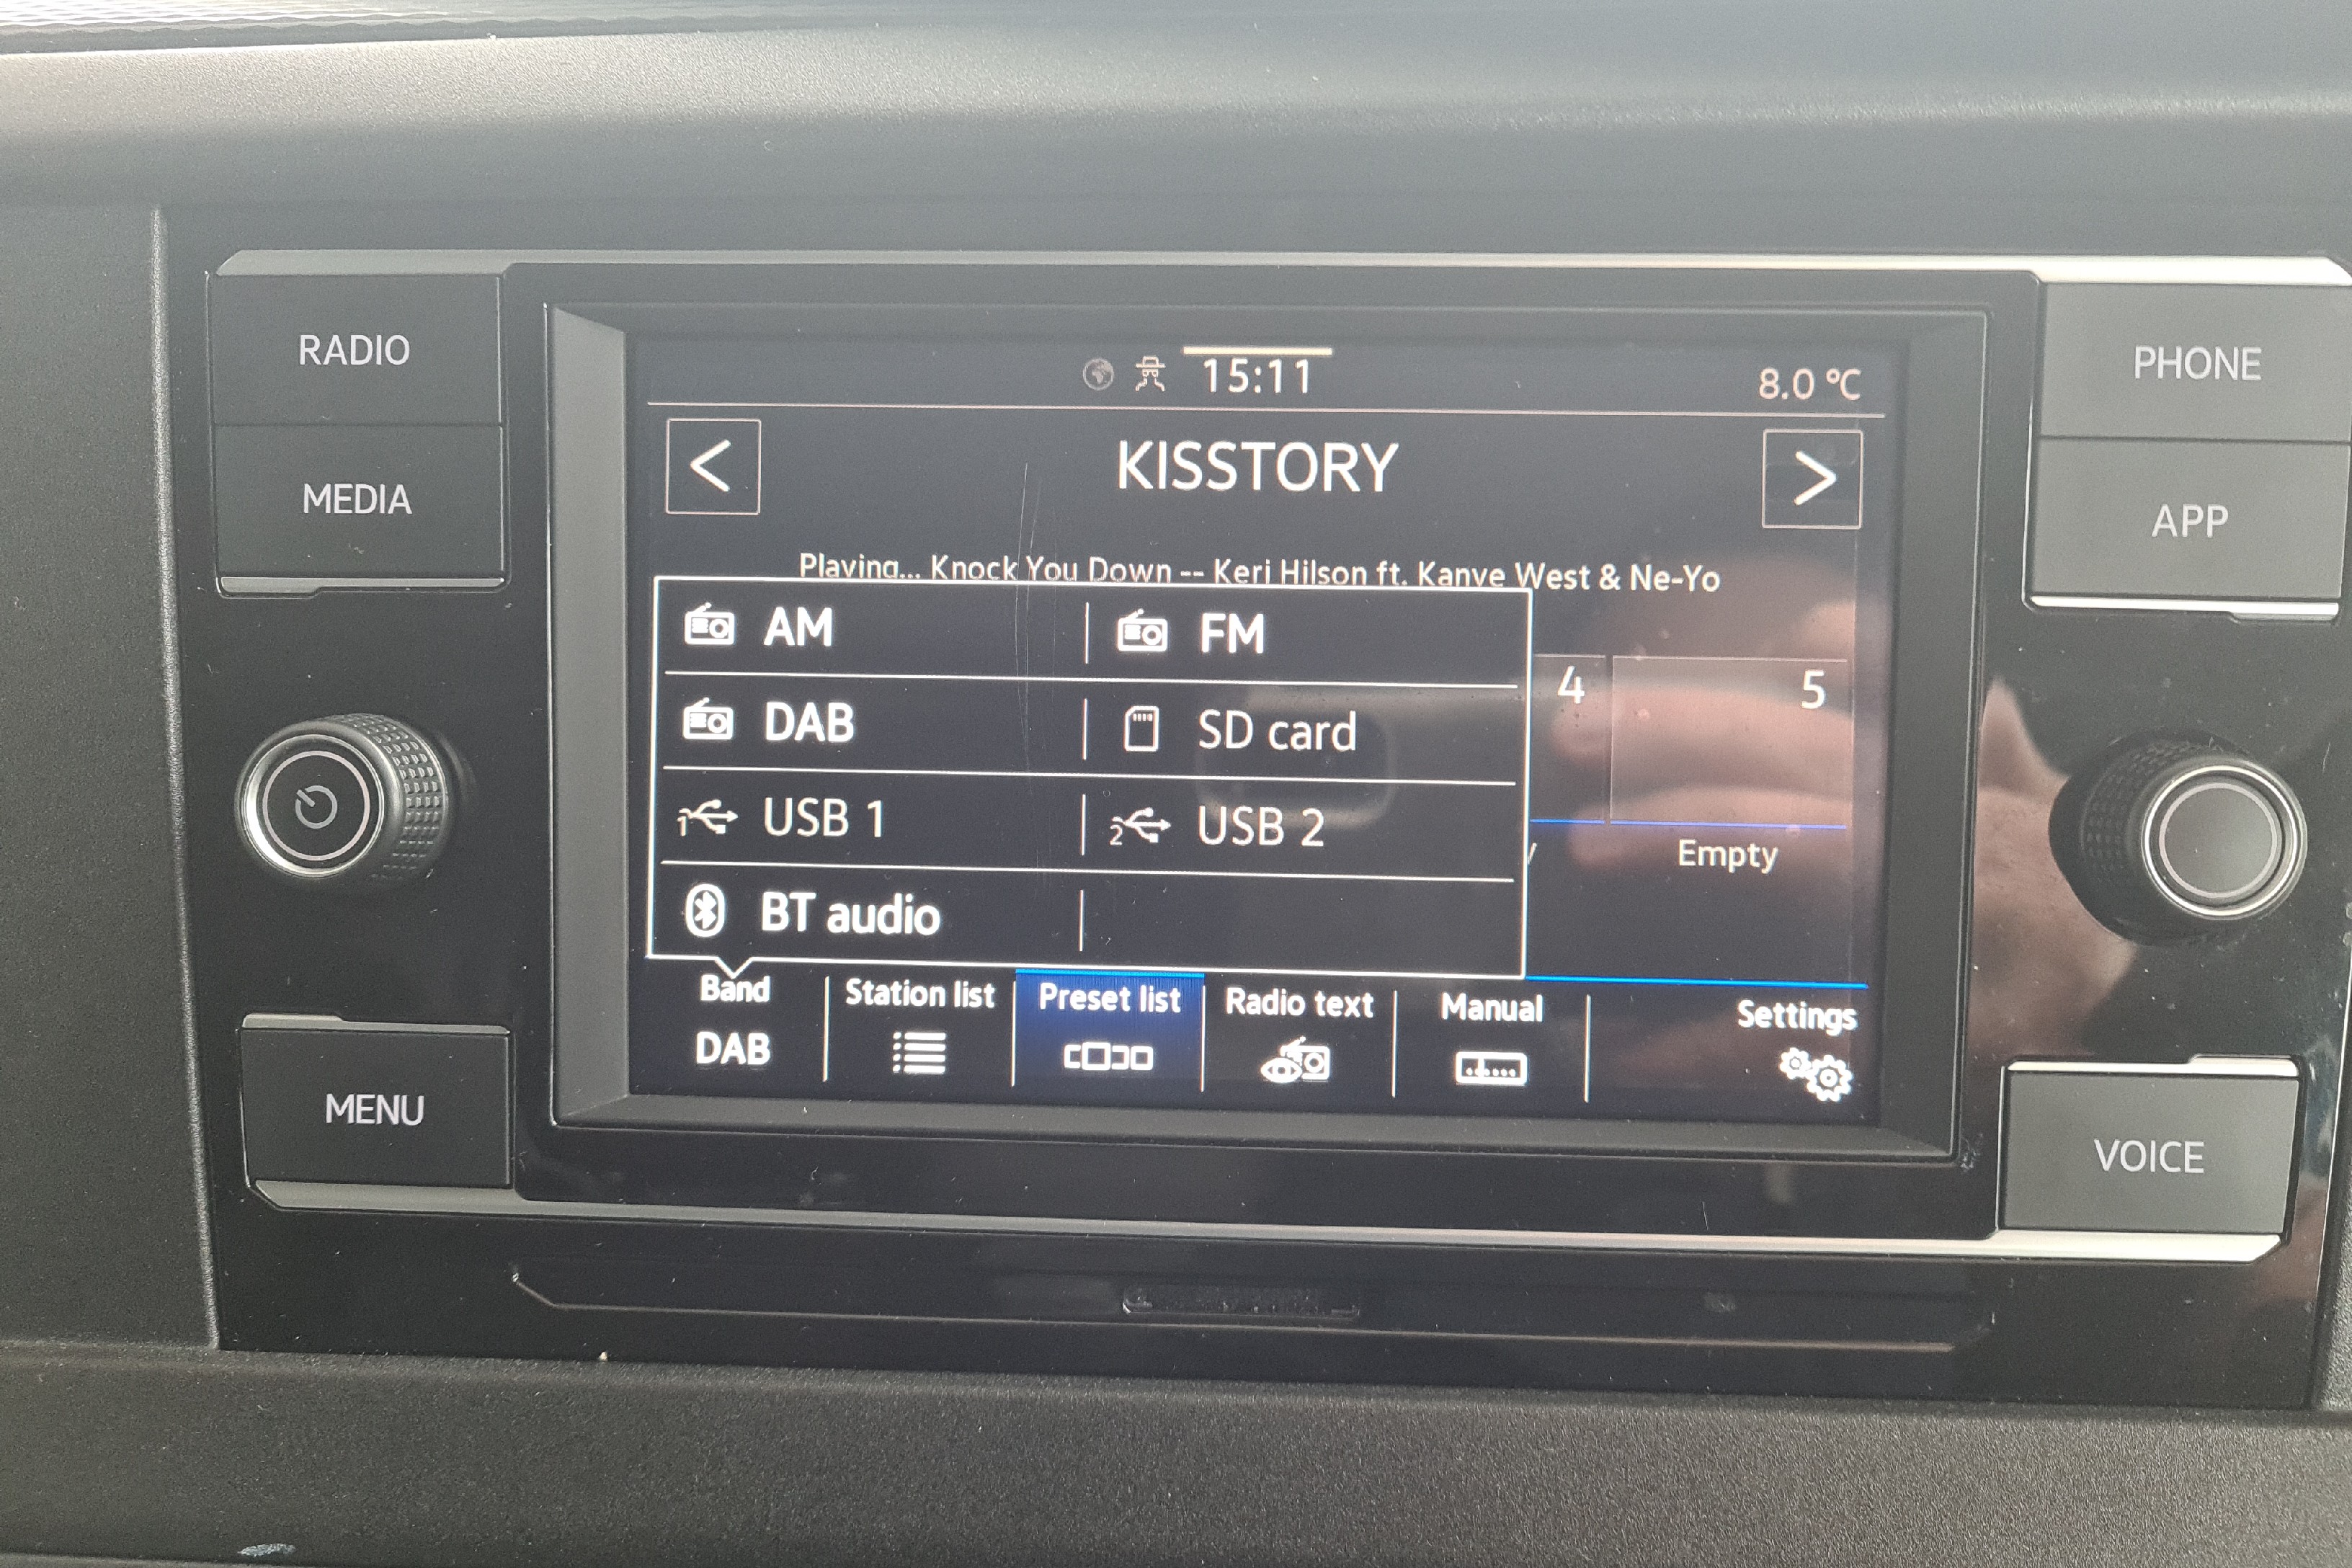 RADIO
MEDIA
MENU
15:11
8.0 °C
<
KISSTORY
>
Playing... Knock You Down -- Keri Hilson ft. Kanye West & Ne-Yo
AM
FM
DAB
SD card
1 USB 1
2 USB 2
BT audio
4
5
Empty
Band
DAB
Station list
Preset list
Radio text
Manual
Settings
PHONE
APP
VOICE